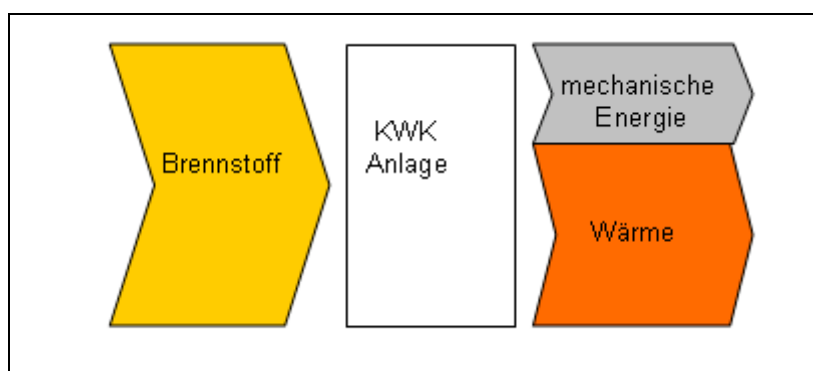 Brennstoff
KWK
Anlage
mechanische
Energie
Wärme